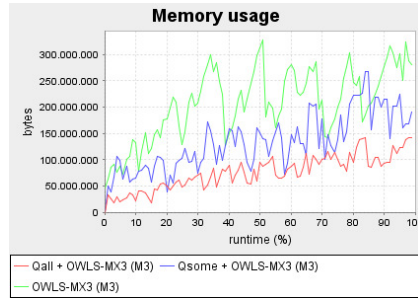 Memory usage
bytes
300.000.000
250.000.000
200.000.000
150.000.000
100.000.000
50.000.000
0
0 10 20 30 40 50 60 70 80 90 100
runtime (%)
Qall + OWLS-MX3 (M3) Qsome + OWLS-MX3 (M3)
OWLS-MX3 (M3)